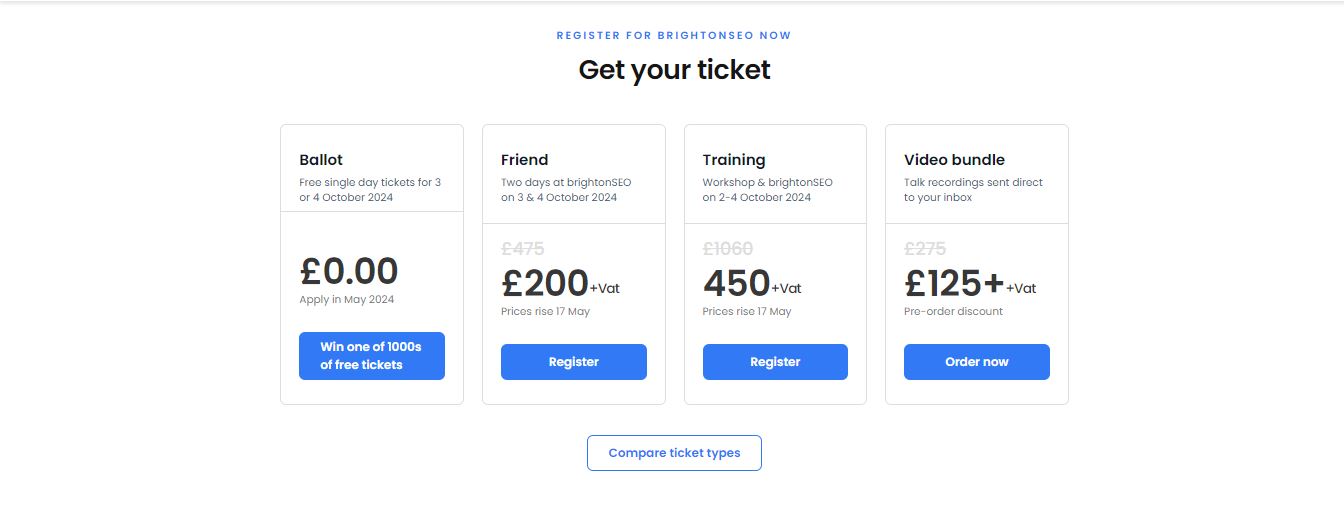 REGISTER FOR BRIGHTONSEO NOW
Get your ticket
Ballot
Free single day tickets for 3
or 4 October 2024
£0.00
Apply in May 2024
Win one of 1000s
of free tickets
Friend
Two days at brightonSEO
on 3 & 4 October 2024
£475
£200+Vat
Prices rise 17 May
Register
Training
Workshop & brightonSEO
on 2-4 October 2024
£1060
450+Vat
Prices rise 17 May
Register
Video bundle
Talk recordings sent direct
to your inbox
£275
£125++Vat
Pre-order discount
Order now
Compare ticket types